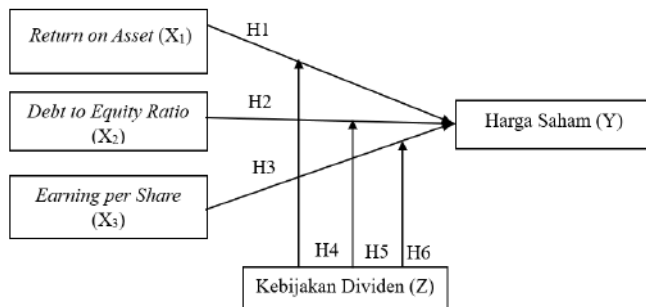 Return on Asset (X1)
H1
Debt to Equity Ratio
(X2)
H2
Harga Saham (Y)
H3
Earning per Share
(X3)
H4
H5
H6
Kebijakan Dividen (Z)